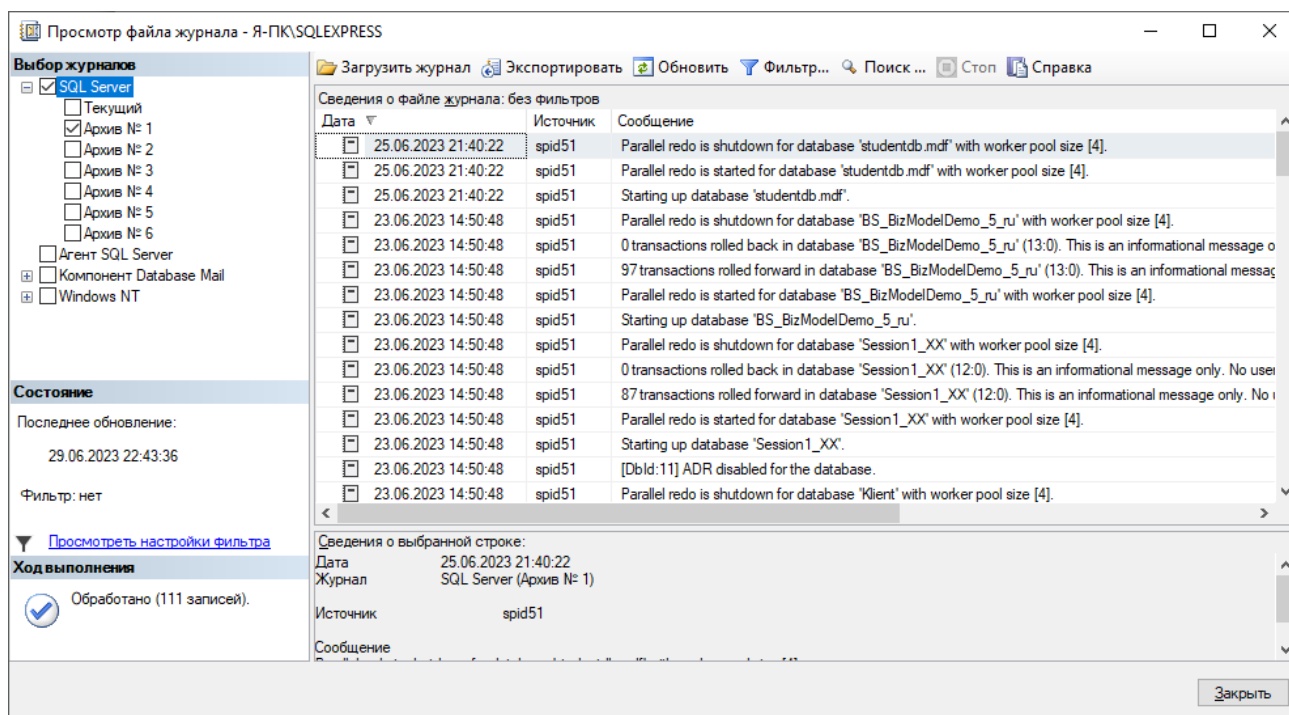 Просмотр файла журнала - Я-ПК\SQLEXPRESS
Выбор журналов
SQL Server
Текущий
Архив № 1
Архив № 2
Архив № 3
Архив № 4
Архив № 5
Архив № 6
Агент SQL Server
Компонент Database Mail
Windows NT
Состояние
Последнее обновление:
29.06.2023 22:43:36
Фильтр: нет
Просмотреть настройки фильтра
Ход выполнения
Обработано (111 записей).
Загрузить журнал Экспортировать Обновить Фильтр... Поиск ... Стоп Справка
Сведения о файле журнала: без фильтров
Дата Источник Сообщение
25.06.2023 21:40:22 spid51 Parallel redo is shutdown for database 'studentdb.mdf' with worker pool size [4].
25.06.2023 21:40:22 spid51 Parallel redo is started for database 'studentdb.mdf' with worker pool size [4].
25.06.2023 21:40:22 spid51 Starting up database 'studentdb.mdf'.
23.06.2023 14:50:48 spid51 Parallel redo is shutdown for database 'BS_BizModelDemo_5_ru' with worker pool size [4].
23.06.2023 14:50:48 spid51 0 transactions rolled back in database 'BS_BizModelDemo_5_ru' (13:0). This is an informational message o
23.06.2023 14:50:48 spid51 97 transactions rolled forward in database 'BS_BizModelDemo_5_ru' (13:0). This is an informational messag
23.06.2023 14:50:48 spid51 Parallel redo is started for database 'BS_BizModelDemo_5_ru' with worker pool size [4].
23.06.2023 14:50:48 spid51 Starting up database 'BS_BizModelDemo_5_ru'.
23.06.2023 14:50:48 spid51 Parallel redo is shutdown for database 'Session1_XX' with worker pool size [4].
23.06.2023 14:50:48 spid51 0 transactions rolled back in database 'Session1_XX' (12:0). This is an informational message only. No user
23.06.2023 14:50:48 spid51 87 transactions rolled forward in database 'Session1_XX' (12:0). This is an informational message only. No
23.06.2023 14:50:48 spid51 Parallel redo is started for database 'Session1_XX' with worker pool size [4].
23.06.2023 14:50:48 spid51 Starting up database 'Session1_XX'.
23.06.2023 14:50:48 spid51 [DbId:11] ADR disabled for the database.
23.06.2023 14:50:48 spid51 Parallel redo is shutdown for database 'Klient' with worker pool size [4].
Сведения о выбранной строке:
Дата 25.06.2023 21:40:22
Журнал SQL Server (Архив № 1)
Источник spid51
Сообщение
Закрыть